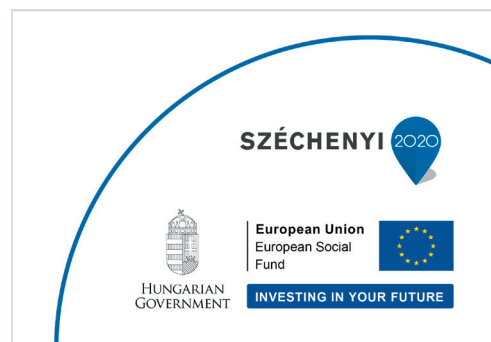 SZÉCHENYI 2020
European Union
European Social
Fund
HUNGARIAN
GOVERNMENT
INVESTING IN YOUR FUTURE